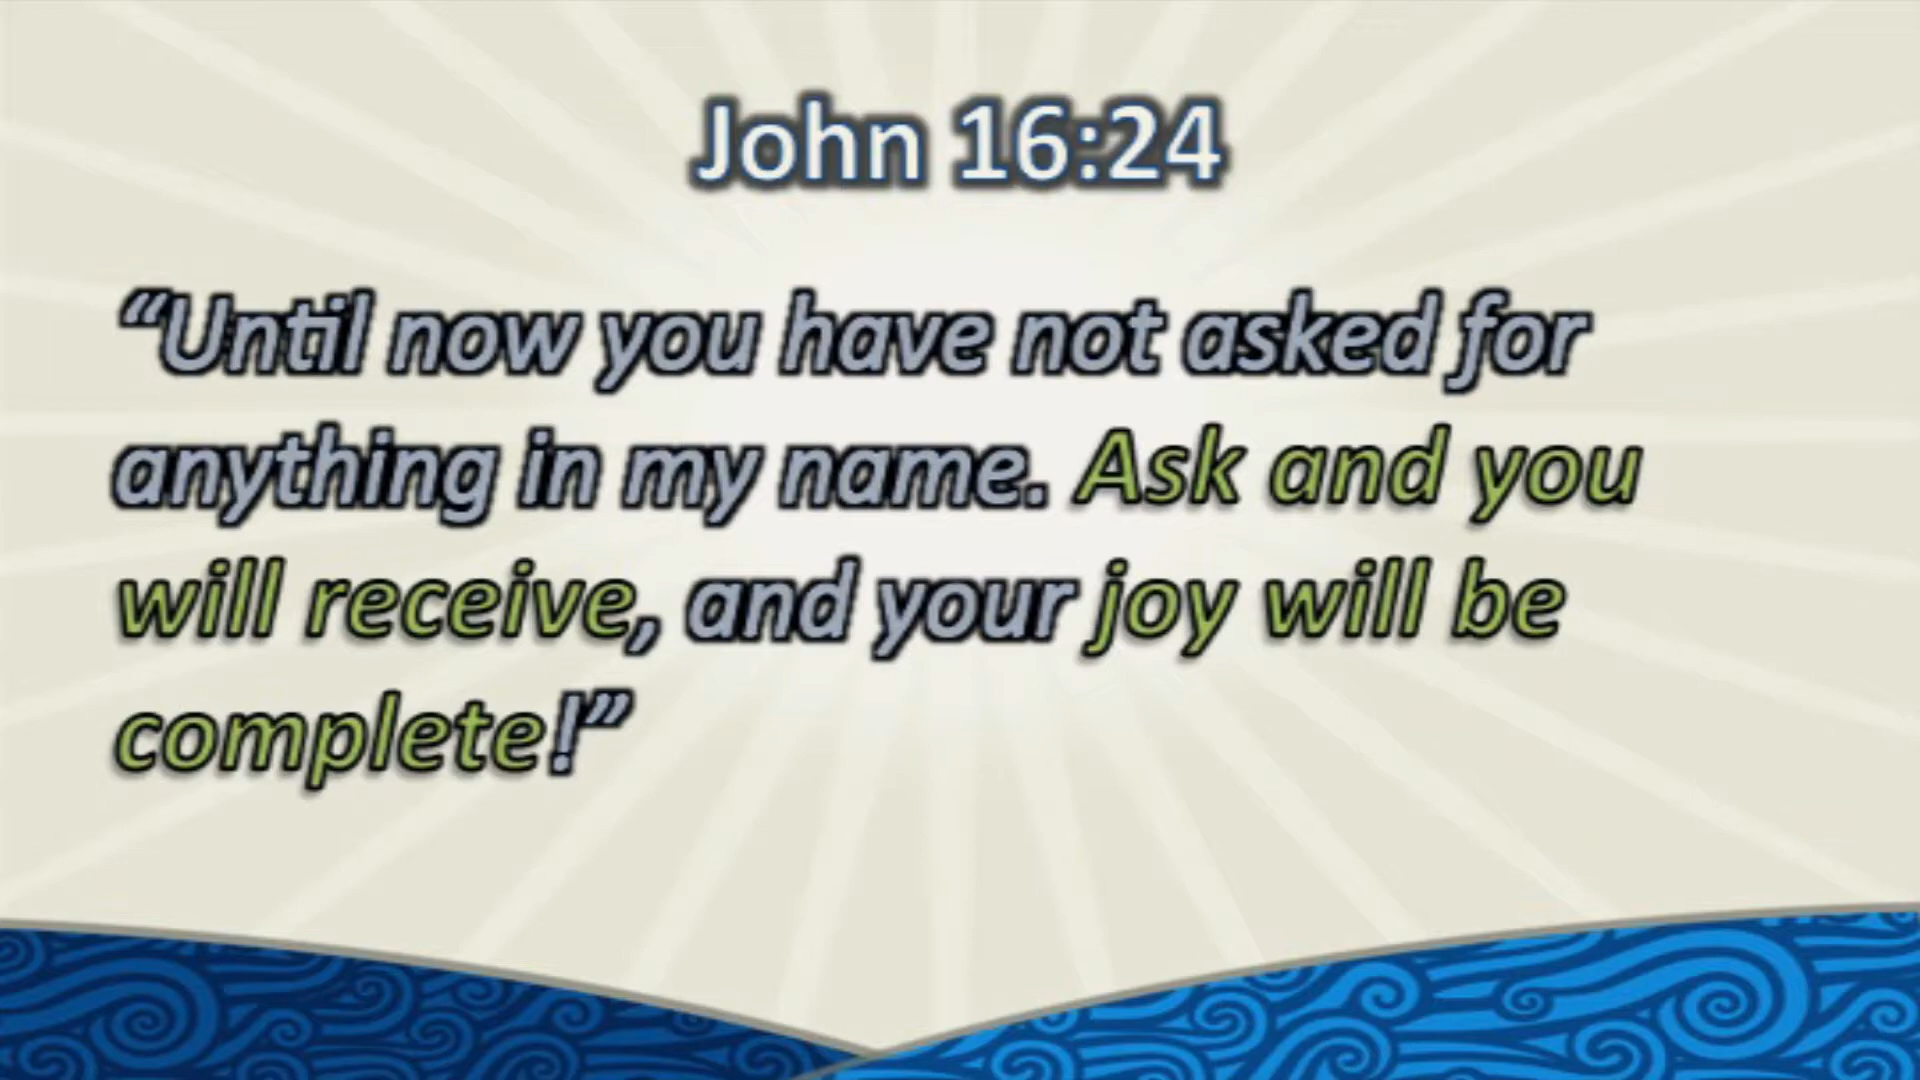 John 16:24
“Until now you have not asked for
anything in my name. Ask and you
will receive, and your joy will be
complete!”